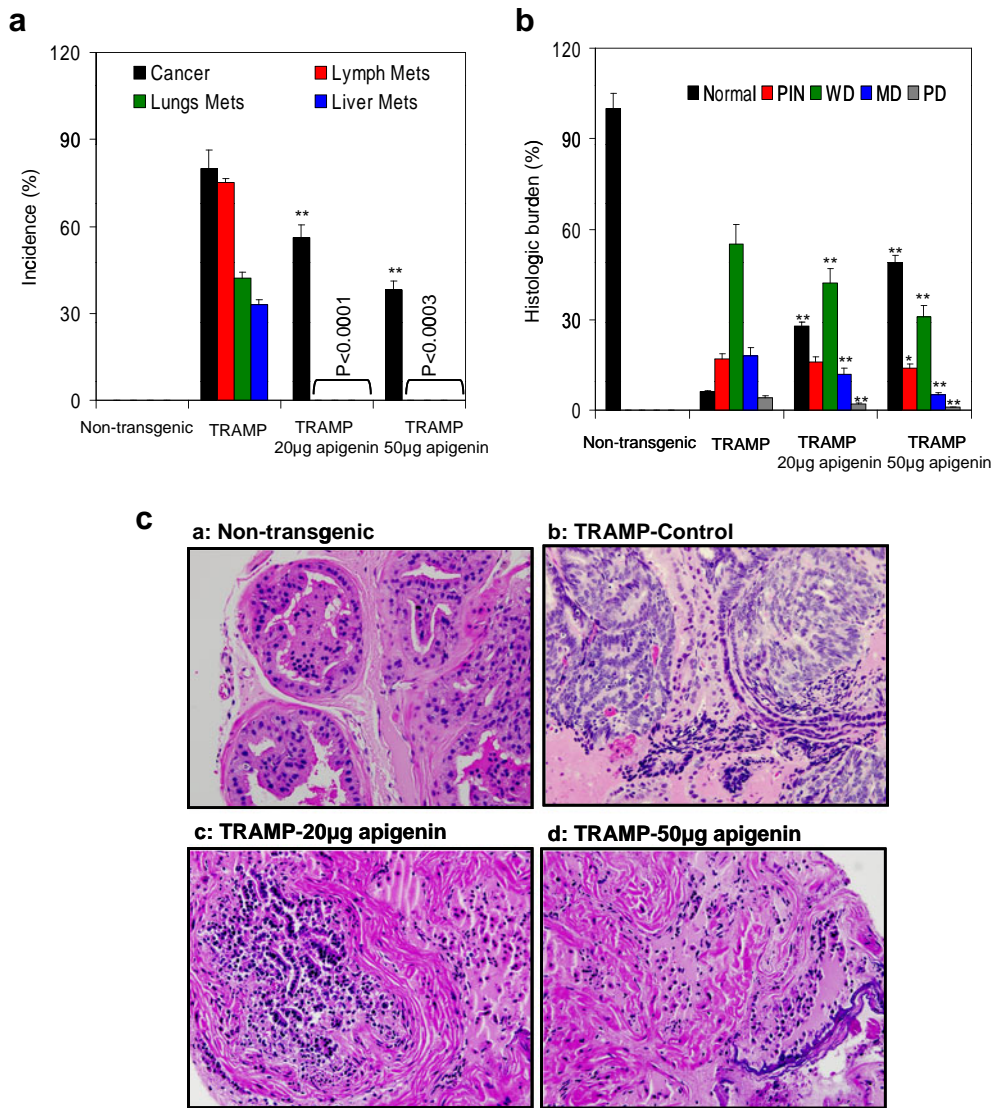 a
120
90
60
30
0
Incidence (%)
Cancer
Lymph Mets
Lungs Mets
Liver Mets
**
**
P<0.0001
P<0.0003
Non-transgenic
TRAMP
TRAMP
20µg apigenin
TRAMP
50µg apigenin
b
120
90
60
30
0
Histologic burden (%)
Normal PIN WD MD PD
**
**
**
**
**
**
*
**
**
Non-transgenic
TRAMP
TRAMP
20µg apigenin
TRAMP
50µg apigenin
c
a: Non-transgenic
b: TRAMP-Control
c: TRAMP-20µg apigenin
d: TRAMP-50µg apigenin